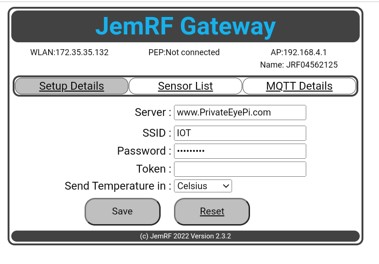 JemRF Gateway
WLAN:172.35.35.132 PEP:Not connected AP:192.168.4.1
Name: JRF04562125
Setup Details Sensor List MQTT Details
Server : www.PrivateEyePi.com
SSID : IOT
Password : •••••••••
Token :
Send Temperature in : Celsius
Save Reset
(c) JemRF 2022 Version 2.3.2